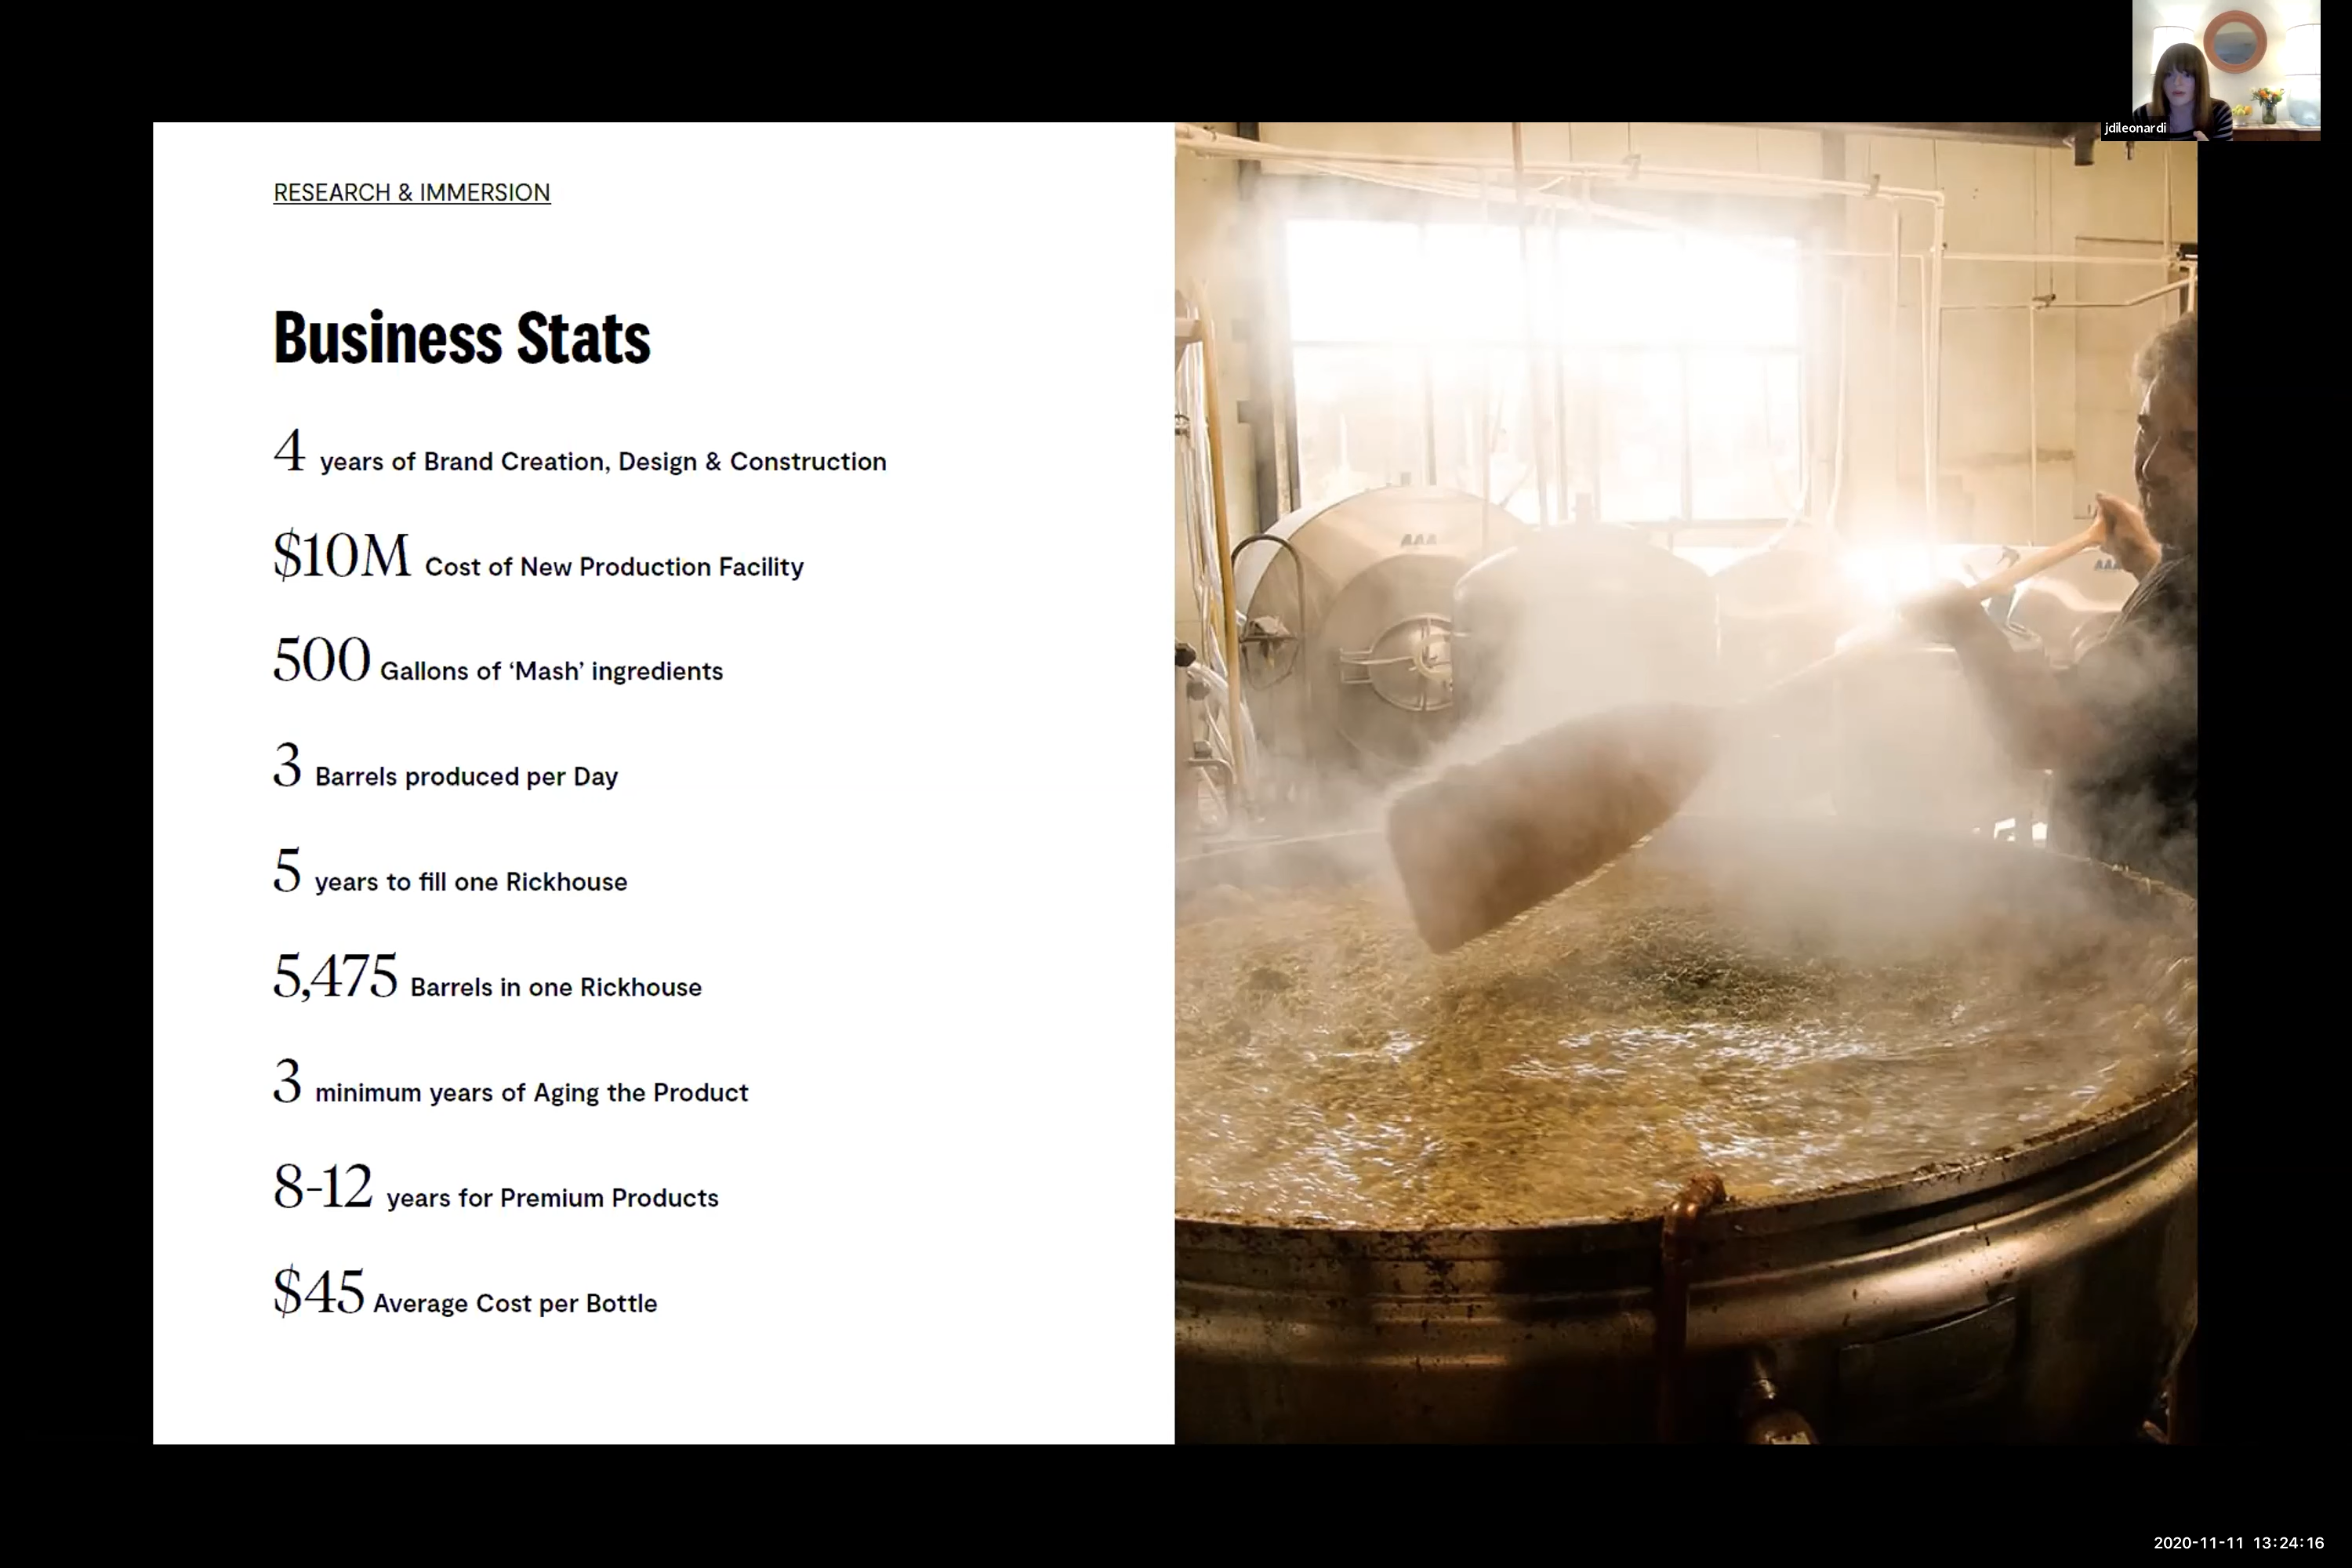 jdileonardi
RESEARCH & IMMERSION
Business Stats
4 years of Brand Creation, Design & Construction
$10M Cost of New Production Facility
500 Gallons of ‘Mash’ ingredients
3 Barrels produced per Day
5 years to fill one Rickhouse
5,475 Barrels in one Rickhouse
3 minimum years of Aging the Product
8-12 years for Premium Products
$45 Average Cost per Bottle
2020-11-11 13:24:16